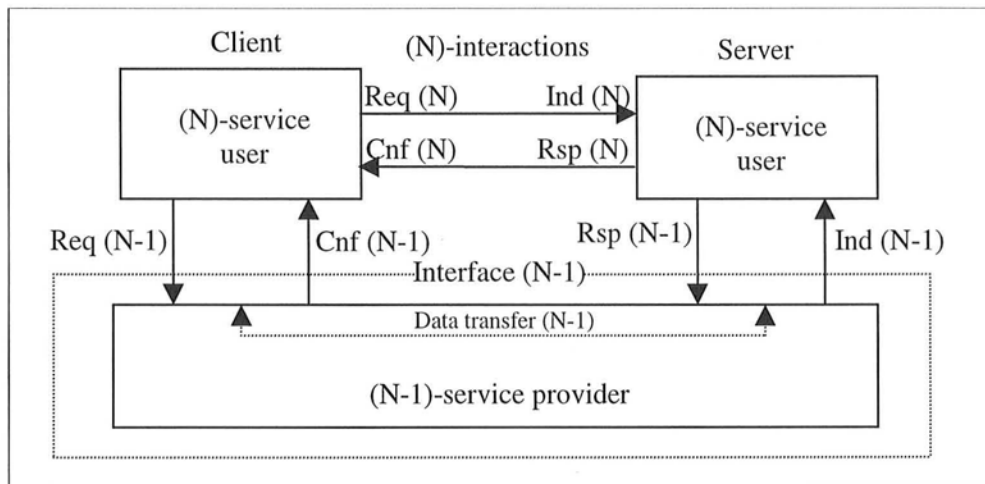 Client
(N)-interactions
Server
(N)-service
user
Req (N)
Ind (N)
Cnf (N)
Rsp (N)
(N)-service
user
Req (N-1)
Cnf (N-1)
Rsp (N-1)
Ind (N-1)
Interface (N-1)
Data transfer (N-1)
(N-1)-service provider